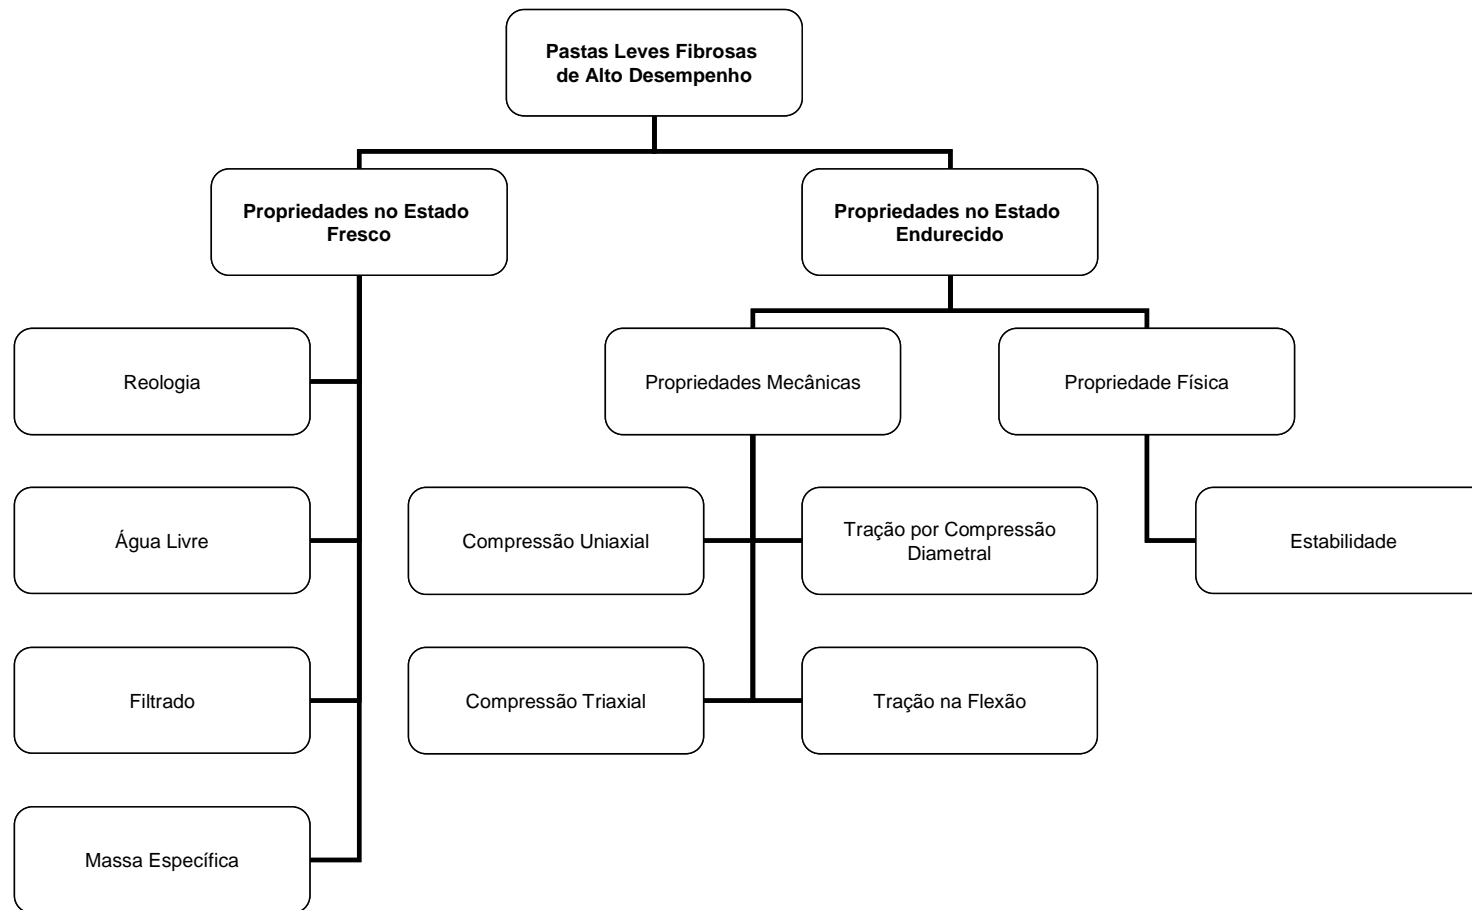 Pastas Leves Fibrosas
de Alto Desempenho
Propriedades no Estado
Fresco
Propriedades no Estado
Endurecido
Reologia
Propriedades Mecânicas
Propriedade Física
Água Livre
Compressão Uniaxial
Tração por Compressão
Diametral
Estabilidade
Filtrado
Compressão Triaxial
Tração na Flexão
Massa Específica